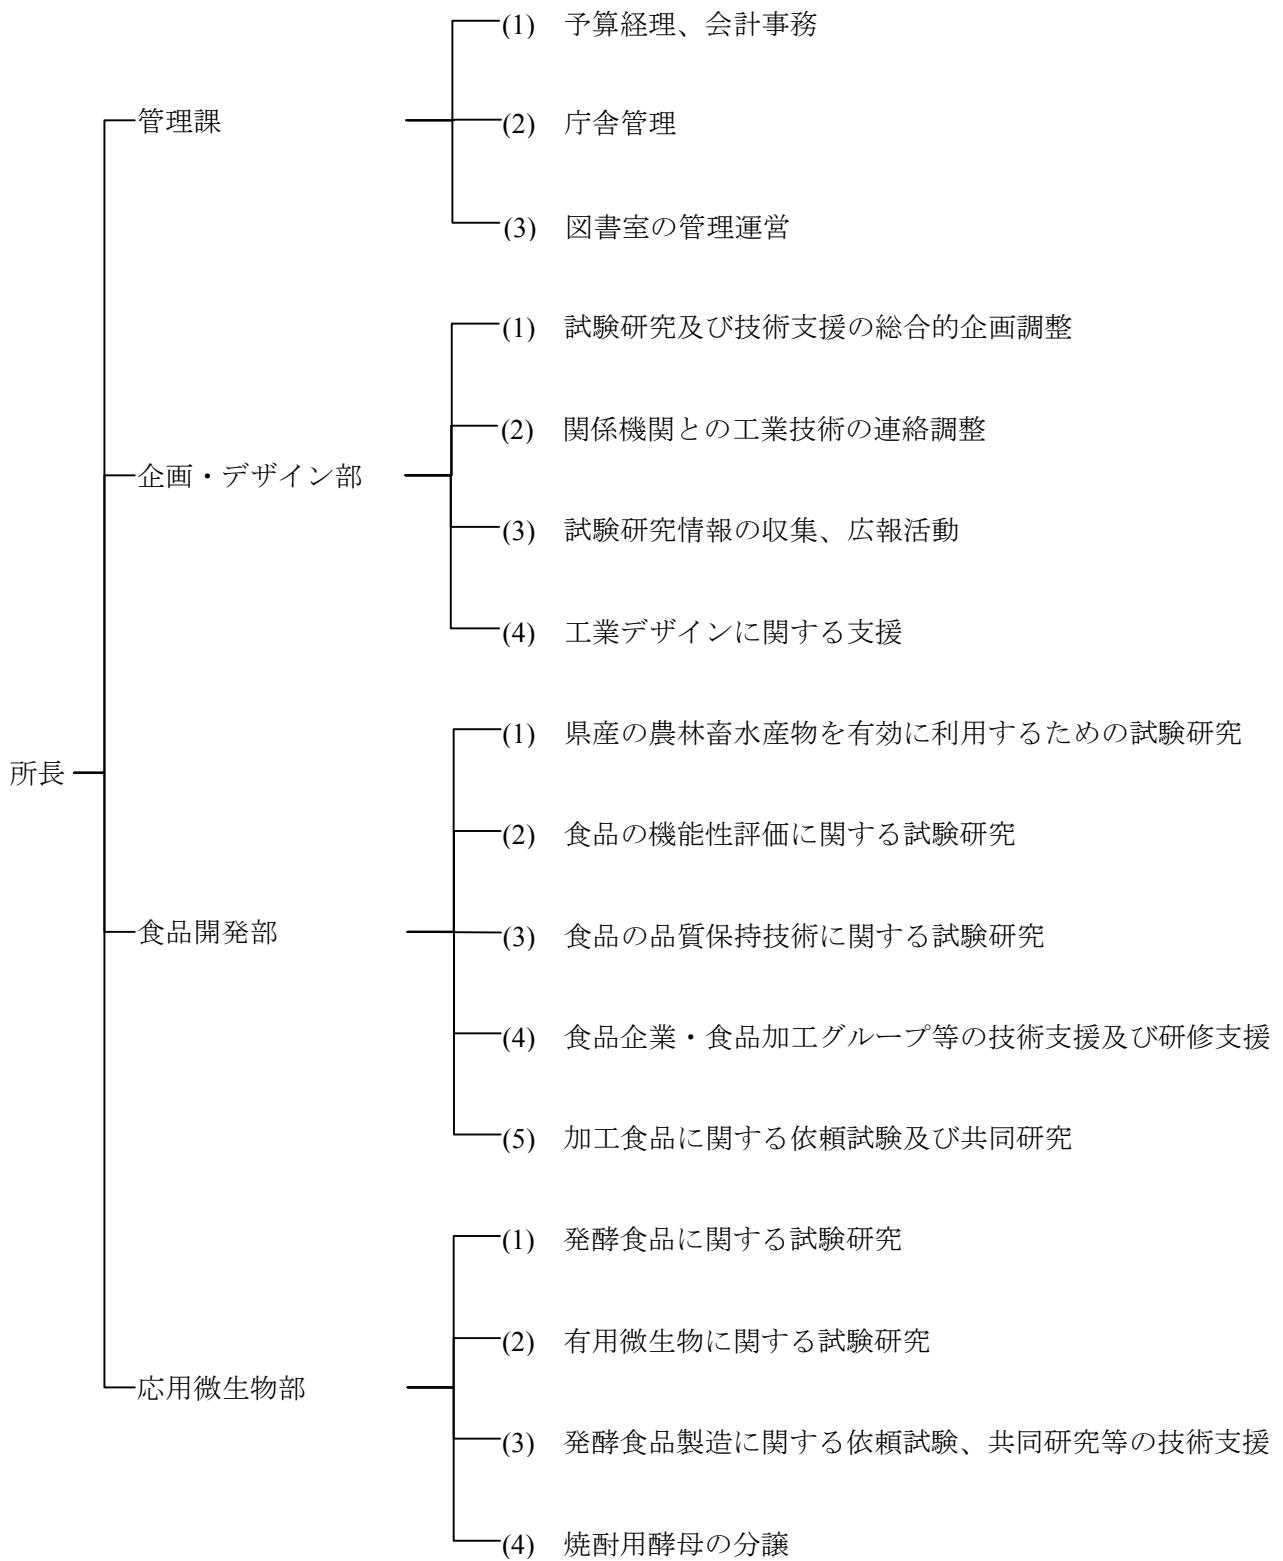 所長
管理課
(1) 予算経理、会計事務
(2) 庁舎管理
(3) 図書室の管理運営
企画・デザイン部
(1) 試験研究及び技術支援の総合的企画調整
(2) 関係機関との工業技術の連絡調整
(3) 試験研究情報の収集、広報活動
(4) 工業デザインに関する支援
食品開発部
(1) 県産の農林畜水産物を有効に利用するための試験研究
(2) 食品の機能性評価に関する試験研究
(3) 食品の品質保持技術に関する試験研究
(4) 食品企業・食品加工グループ等の技術支援及び研修支援
(5) 加工食品に関する依頼試験及び共同研究
応用微生物部
(1) 発酵食品に関する試験研究
(2) 有用微生物に関する試験研究
(3) 発酵食品製造に関する依頼試験、共同研究等の技術支援
(4) 焼酎用酵母の分譲